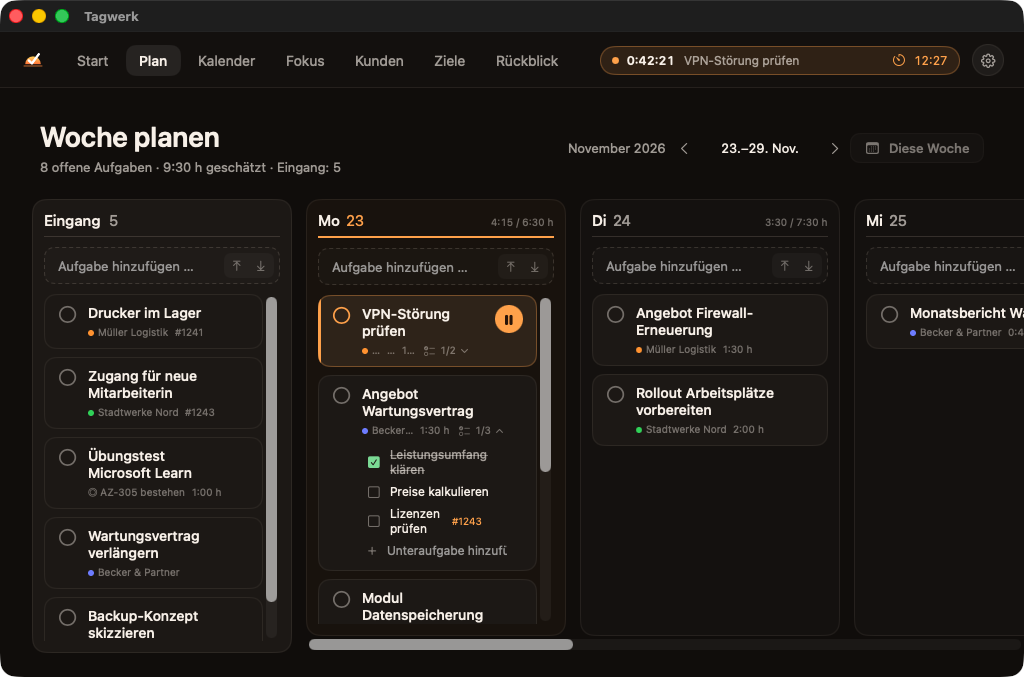 Tagwerk
Start Plan Kalender Fokus Kunden Ziele Rückblick
0:42:21 VPN-Störung prüfen 12:27
Woche planen
8 offene Aufgaben · 9:30 h geschätzt · Eingang: 5
November 2026 23.–29. Nov. Diese Woche
Eingang 5
Aufgabe hinzufügen ...
Drucker im Lager
Müller Logistik #1241
Zugang für neue
Mitarbeiterin
Stadtwerke Nord #1243
Übungstest
Microsoft Learn
AZ-305 bestehen 1:00 h
Wartungsvertrag
verlängern
Becker & Partner
Backup-Konzept
skizzieren
Mo 23 4:15 / 6:30 h
Aufgabe hinzufügen ...
VPN-Störung
prüfen
... ... 1... 1/2
Angebot
Wartungsvertrag
Becker... 1:30 h 1/3
Leistungsumfang
klären
Preise kalkulieren
Lizenzen
prüfen #1243
+ Unteraufgabe hinzufü
Modul
Datenspeicherung
Di 24 3:30 / 7:30 h
Aufgabe hinzufügen ...
Angebot Firewall-
Erneuerung
Müller Logistik 1:30 h
Rollout Arbeitsplätze
vorbereiten
Stadtwerke Nord 2:00 h
Mi 25
Aufgabe hinzufügen ...
Monatsbericht Wa
Becker & Partner 0:4